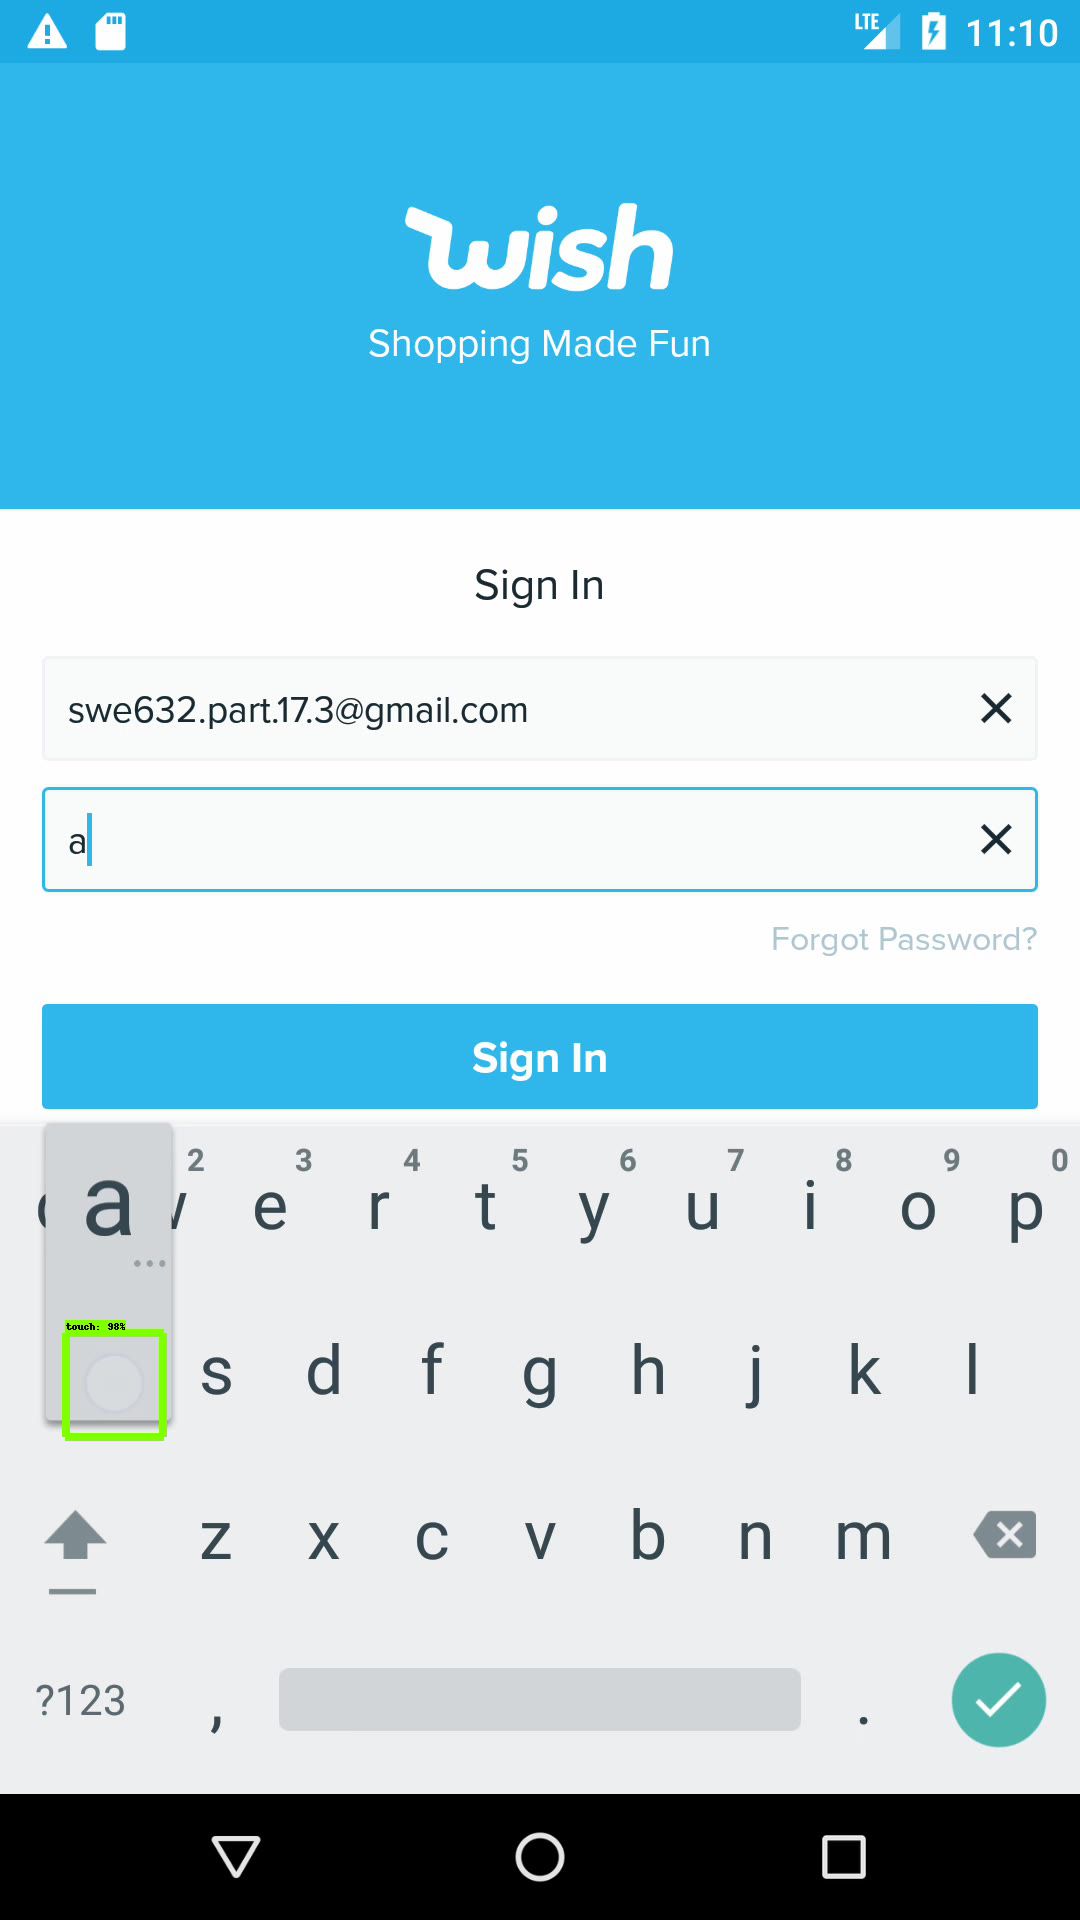 LTE 11:10
wish
Shopping Made Fun
Sign In
swe632.part.17.3@gmail.com
a
Forgot Password?
Sign In
2 3 4 5 6 7 8 9 0
a e r t y u i o p
touch: 98%
s d f g h j k l
z x c v b n m
?123 , .